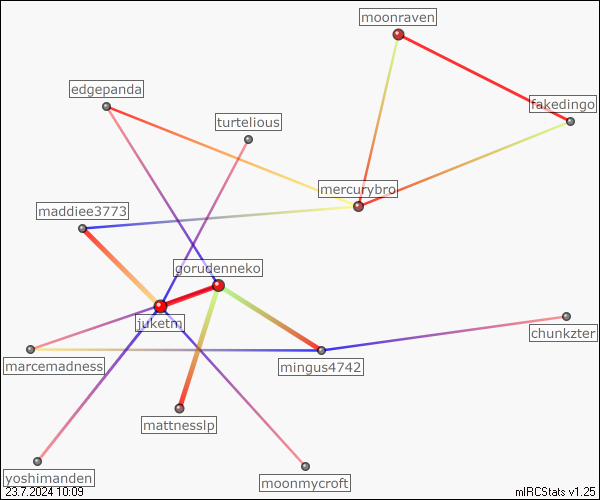 moonraven
edgepanda
fakedingo
turtelious
mercurybro
maddiee3773
gorudenneko
juketm
chunkzter
marcemadness
mingus4742
mattnesslp
yoshimanden
moonmycroft
23.7.2024 10:09
mIRCStats v1.25